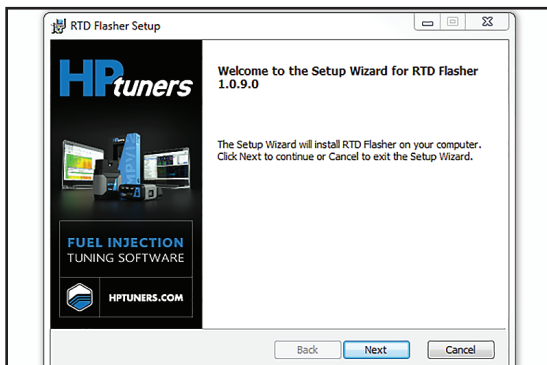 RTD Flasher Setup
HPtuners
Welcome to the Setup Wizard for RTD Flasher
1.0.9.0
The Setup Wizard will install RTD Flasher on your computer.
Click Next to continue or Cancel to exit the Setup Wizard.
MPVI2
FUEL INJECTION
TUNING SOFTWARE
HPTUNERS.COM
Back
Next
Cancel